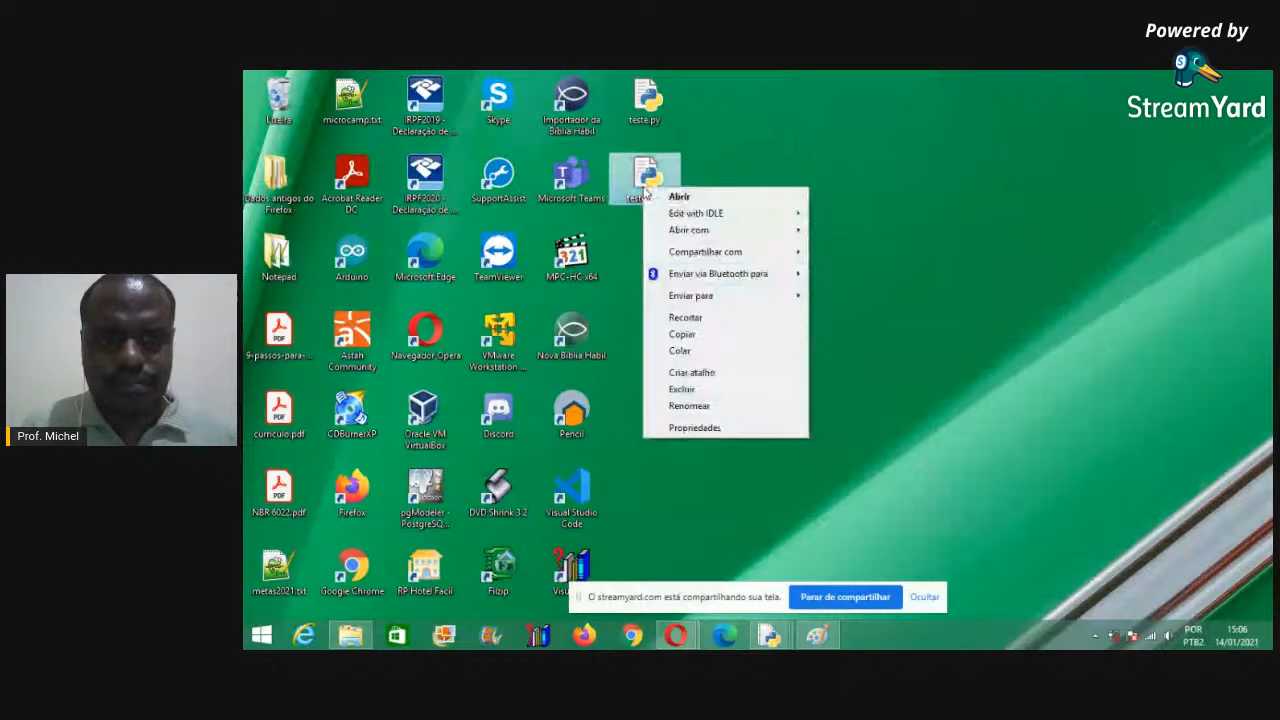 Powered by
StreamYard
Lixeira
microcamp.txt
IRPF2019 -
Declaração de ...
Skype
Importador da
Bíblia Hábil
teste.py
Dados antigos do
Firefox
Acrobat Reader
DC
IRPF2020 -
Declaração de ...
SupportAssist
Microsoft Teams
Abrir
Edit with IDLE
Abrir com
Compartilhar com
Enviar via Bluetooth para
Enviar para
Recortar
Copiar
Colar
Criar atalho
Excluir
Renomear
Propriedades
Notepad
Arduino
Microsoft Edge
TeamViewer
321
MPC-HC x64
PDF
9-passos-para-...
Astah
Community
Navegador Opera
VMware
Workstation ...
Nova Bíblia Hábil
PDF
curriculo.pdf
CDBurnerXP
Oracle VM
VirtualBox
Discord
Pencil
Prof. Michel
PDF
NBR 6022.pdf
Firefox
pgModeler -
PostgreSQ...
DVD Shrink 3.2
Visual Studio
Code
metas2021.txt
Google Chrome
RP Hotel Facil
Filzip
O streamyard.com está compartilhando sua tela.
Parar de compartilhar
Ocultar
POR
PTB2
15:06
14/01/2021